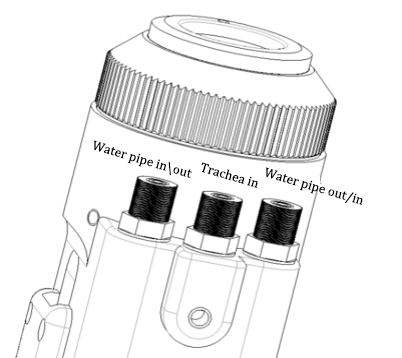 Water pipe in\out
Trachea in
Water pipe out/in